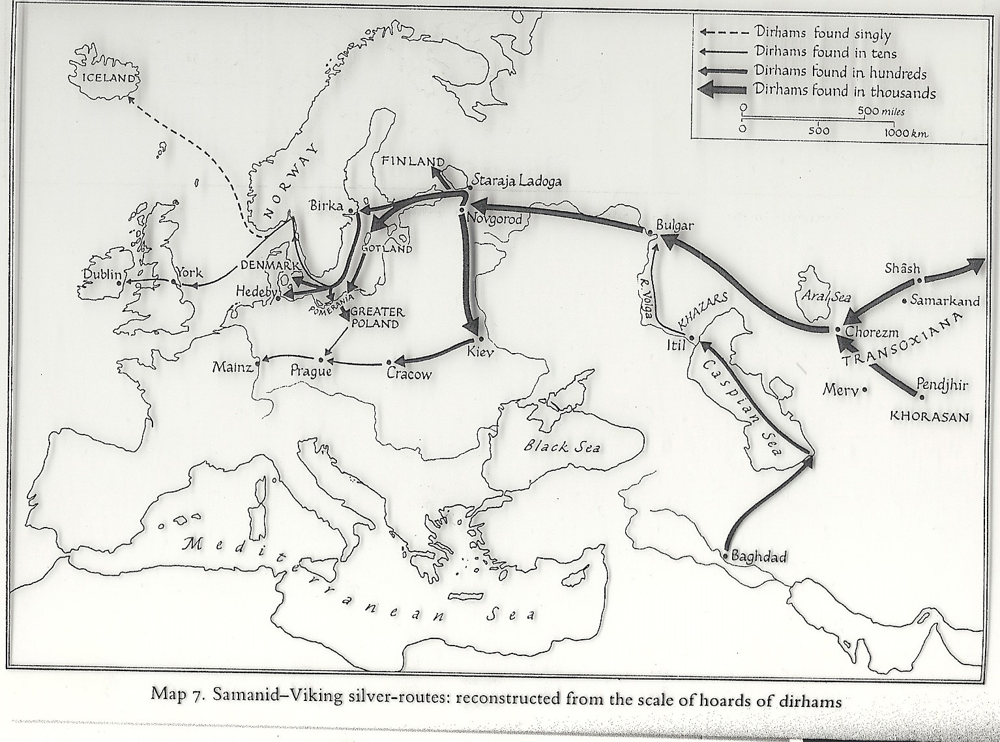 Dirhams found singly
Dirhams found in tens
Dirhams found in hundreds
Dirhams found in thousands
0 500 miles
0 500 1000 km
ICELAND
NORWAY
FINLAND
Staraja Ladoga
Birka
Novgorod
Bulgar
GOTLAND
DENMARK
Dublin
York
Hedeby
POMERANIA
GREATER
POLAND
R. Volga
KHAZARS
Itil
Aral Sea
Shâsh
Samarkand
Chorezm
TRANSOXIANA
Mainz
Prague
Cracow
Kiev
Caspian Sea
Merv
Pendjhir
KHORASAN
Black Sea
Baghdad
Mediterranean Sea
Map 7. Samanid–Viking silver-routes: reconstructed from the scale of hoards of dirhams